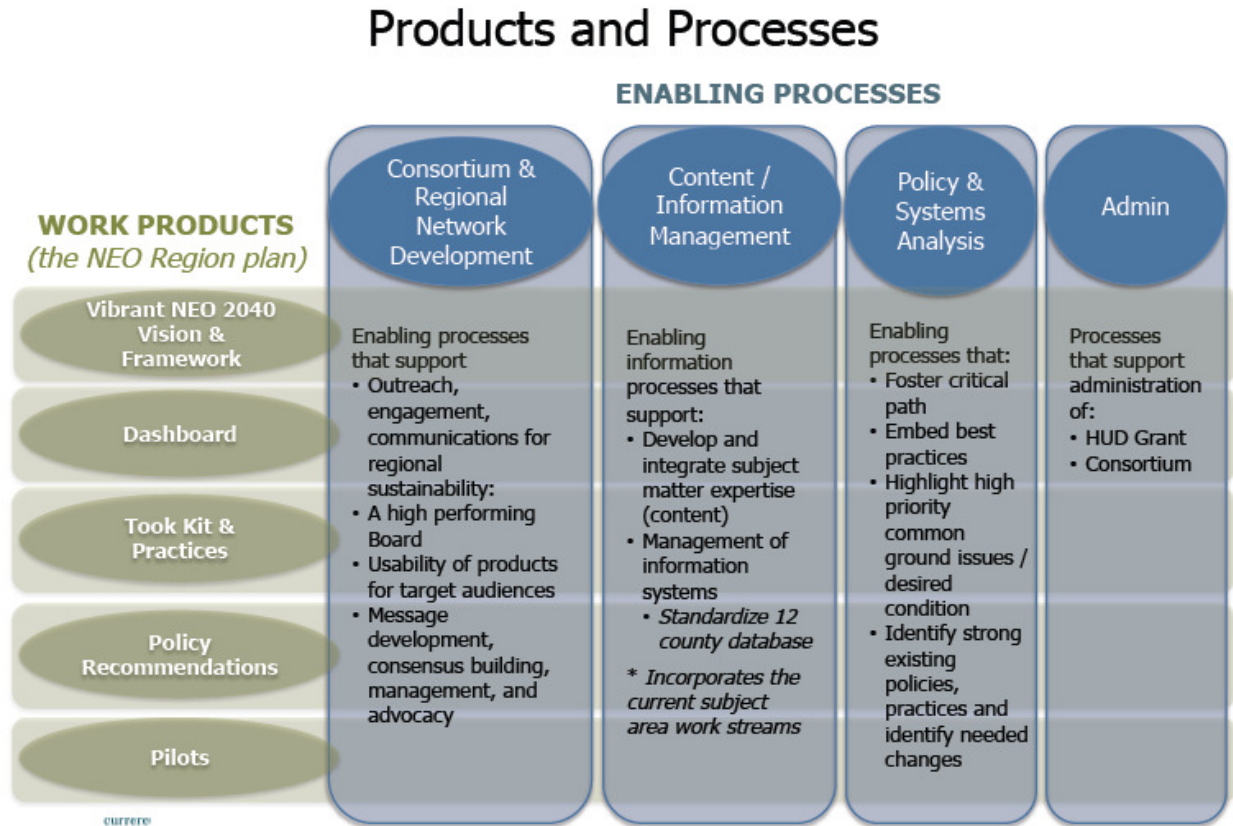 Products and Processes
ENABLING PROCESSES
WORK PRODUCTS
(the NEO Region plan)
Vibrant NEO 2040
Vision &
Framework
Dashboard
Took Kit &
Practices
Policy
Recommendations
Pilots
Consortium &
Regional
Network
Development
Enabling processes
that support
• Outreach,
engagement,
communications for
regional
sustainability:
• A high performing
Board
• Usability of products
for target audiences
• Message
development,
consensus building,
management, and
advocacy
Content /
Information
Management
Enabling
information
processes that
support:
• Develop and
integrate subject
matter expertise
(content)
• Management of
information
systems
• Standardize 12
county database
* Incorporates the
current subject
area work streams
Policy &
Systems
Analysis
Enabling
processes that:
• Foster critical
path
• Embed best
practices
• Highlight high
priority
common
ground issues /
desired
condition
• Identify strong
existing
policies,
practices and
identify needed
changes
Admin
Processes
that support
administration
of:
• HUD Grant
• Consortium